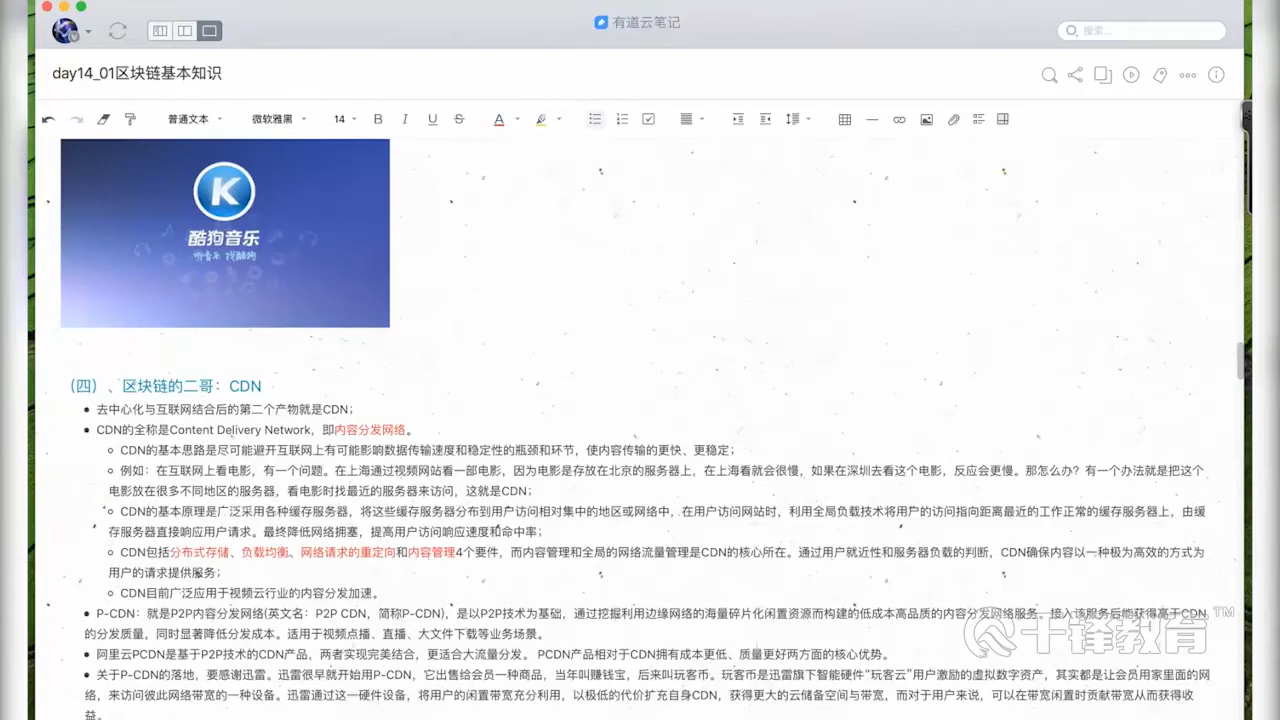 有道云笔记
搜索...
day14_01区块链基本知识
普通文本 微软雅黑 14 B I U S A
K
酷狗音乐
听音乐 找酷狗
（四）、区块链的二哥：CDN
• 去中心化与互联网结合后的第二个产物就是CDN；
• CDN的全称是Content Delivery Network，即内容分发网络。
◦ CDN的基本思路是尽可能避开互联网上有可能影响数据传输速度和稳定性的瓶颈和环节，使内容传输的更快、更稳定；
◦ 例如：在互联网上看电影，有一个问题。在上海通过视频网站看一部电影，因为电影是存放在北京的服务器上，在上海看就会很慢，如果在深圳去看这个电影，反应会更慢。那怎么办？有一个办法就是把这个
电影放在很多不同地区的服务器，看电影时找最近的服务器来访问，这就是CDN；
◦ CDN的基本原理是广泛采用各种缓存服务器，将这些缓存服务器分布到用户访问相对集中的地区或网络中，在用户访问网站时，利用全局负载技术将用户的访问指向距离最近的工作正常的缓存服务器上，由缓
存服务器直接响应用户请求。最终降低网络拥塞，提高用户访问响应速度和命中率；
◦ CDN包括分布式存储、负载均衡、网络请求的重定向和内容管理4个要件，而内容管理和全局的网络流量管理是CDN的核心所在。通过用户就近性和服务器负载的判断，CDN确保内容以一种极为高效的方式为
用户的请求提供服务；
◦ CDN目前广泛应用于视频云行业的内容分发加速。
• P-CDN：就是P2P内容分发网络(英文名：P2P CDN，简称P-CDN)，是以P2P技术为基础，通过挖掘利用边缘网络的海量碎片化闲置资源而构建的低成本高品质的内容分发网络服务。接入该服务后能获得高于CDN
的分发质量，同时显著降低分发成本。适用于视频点播、直播、大文件下载等业务场景。
千锋教育™
• 阿里云PCDN是基于P2P技术的CDN产品，两者实现完美结合，更适合大流量分发。 PCDN产品相对于CDN拥有成本更低、质量更好两方面的核心优势。
• 关于P-CDN的落地，要感谢迅雷。迅雷很早就开始用P-CDN，它出售给会员一种商品，当年叫赚钱宝，后来叫玩客币。玩客币是迅雷旗下智能硬件“玩客云”用户激励的虚拟数字资产，其实都是让会员用家里面的网
络，来访问彼此网络带宽的一种设备。迅雷通过这一硬件设备，将用户的闲置带宽充分利用，以极低的代价扩充自身CDN，获得更大的云储备空间与带宽，而对于用户来说，可以在带宽闲置时贡献带宽从而获得收
益。